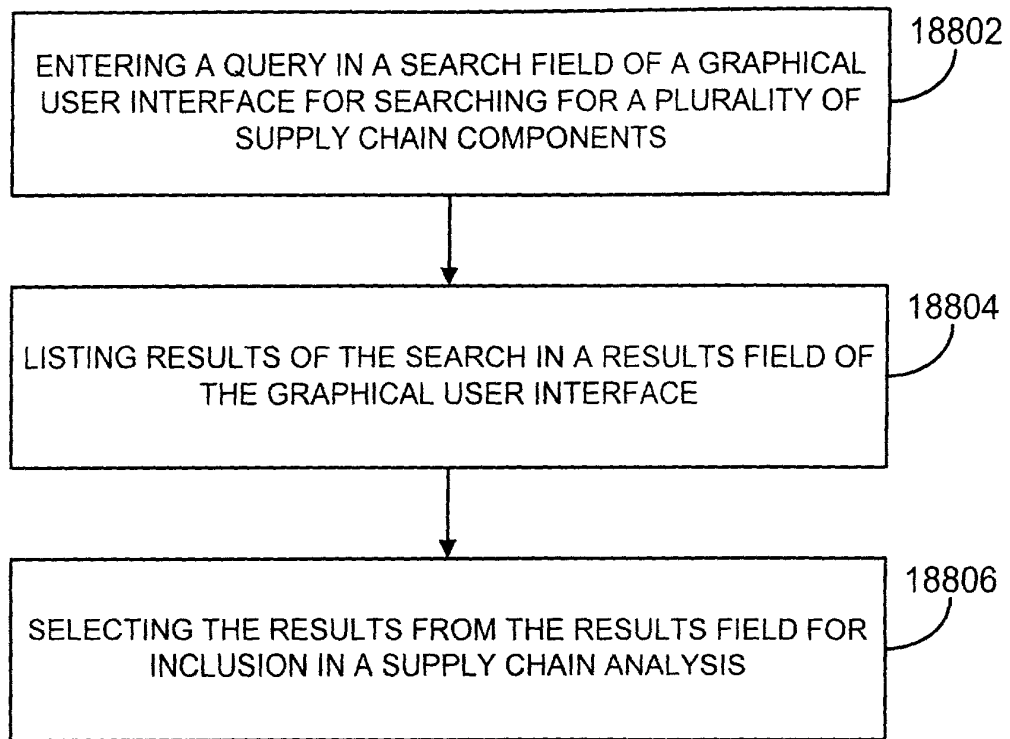 18802
ENTERING A QUERY IN A SEARCH FIELD OF A GRAPHICAL
USER INTERFACE FOR SEARCHING FOR A PLURALITY OF
SUPPLY CHAIN COMPONENTS
18804
LISTING RESULTS OF THE SEARCH IN A RESULTS FIELD OF
THE GRAPHICAL USER INTERFACE
18806
SELECTING THE RESULTS FROM THE RESULTS FIELD FOR
INCLUSION IN A SUPPLY CHAIN ANALYSIS